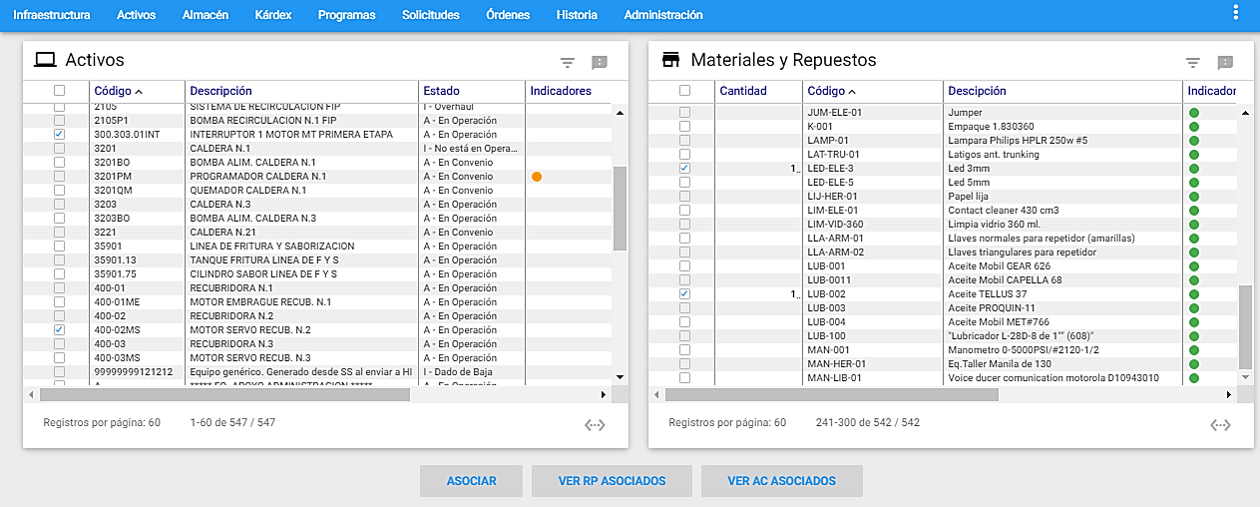 Infraestructura Activos Almacén Kárdex Programas Solicitudes Órdenes Historia Administración
Activos
Código Descripción Estado Indicadores
2105 SISTEMA DE RECIRCULACION FIP I - Overhaul
2105P1 BOMBA RECIRCULACION N.1 FIP A - En Operación
300.303.01INT INTERRUPTOR 1 MOTOR MT PRIMERA ETAPA A - En Operación
3201 CALDERA N.1 I - No está en Opera...
3201BO BOMBA ALIM. CALDERA N.1 A - En Convenio
3201PM PROGRAMADOR CALDERA N.1 A - En Convenio
3201QM QUEMADOR CALDERA N.1 A - En Convenio
3203 CALDERA N.3 A - En Convenio
3203BO BOMBA ALIM. CALDERA N.3 A - En Convenio
3221 CALDERA N.21 A - En Convenio
35901 LINEA DE FRITURA Y SABORIZACION A - En Operación
35901.13 TANQUE FRITURA LINEA DE F Y S A - En Operación
35901.75 CILINDRO SABOR LINEA DE F Y S A - En Operación
400-01 RECUBRIDORA N.1 A - En Operación
400-01ME MOTOR EMBRAGUE RECUB. N.1 A - En Operación
400-02 RECUBRIDORA N.2 A - En Operación
400-02MS MOTOR SERVO RECUB. N.2 A - En Operación
400-03 RECUBRIDORA N.3 A - En Operación
400-03MS MOTOR SERVO RECUB. N.3 A - En Operación
99999999121212 Equipo genérico. Generado desde SS al enviar a HI I - Dado de Baja
A ***** EQ. APOYO ADMINISTRACION ***** A - En Operación
Registros por página: 60 1-60 de 547 / 547
Materiales y Repuestos
Cantidad Código Descipción Indicador
JUM-ELE-01 Jumper
K-001 Empaque 1.830360
LAMP-01 Lampara Philips HPLR 250w #5
LAT-TRU-01 Latigos ant. trunking
1.. LED-ELE-3 Led 3mm
LED-ELE-5 Led 5mm
LIJ-HER-01 Papel lija
LIM-ELE-01 Contact cleaner 430 cm3
LIM-VID-360 Limpia vidrio 360 ml.
LLA-ARM-01 Llaves normales para repetidor (amarillas)
LLA-ARM-02 Llaves triangulares para repetidor
LUB-001 Aceite Mobil GEAR 626
LUB-0011 Aceite Mobil CAPELLA 68
1.. LUB-002 Aceite TELLUS 37
LUB-003 Aceite PROQUIN-11
LUB-004 Aceite Mobil MET#766
LUB-100 "Lubricador L-28D-8 de 1"" (608)"
MAN-001 Manometro 0-5000PSI/#2120-1/2
MAN-HER-01 Eq.Taller Manila de 130
MAN-LIB-01 Voice ducer comunication motorola D10943010
Registros por página: 60 241-300 de 542 / 542
ASOCIAR VER RP ASOCIADOS VER AC ASOCIADOS